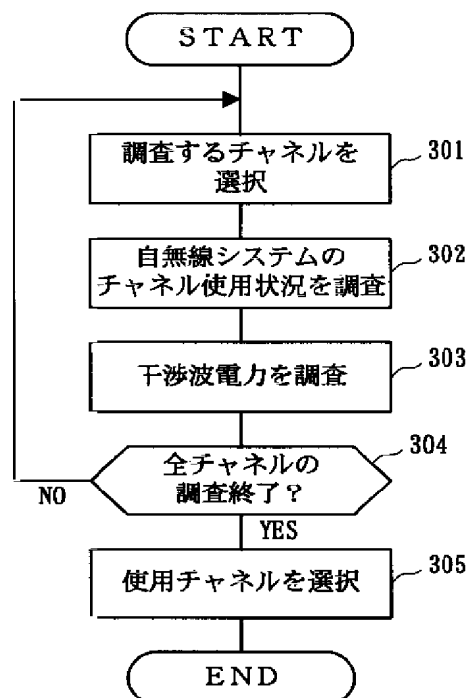 START
調査するチャネルを
選択
301
自無線システムの
チャネル使用状況を調査
302
干渉波電力を調査
303
全チャネルの
調査終了？
304
NO
YES
使用チャネルを選択
305
END